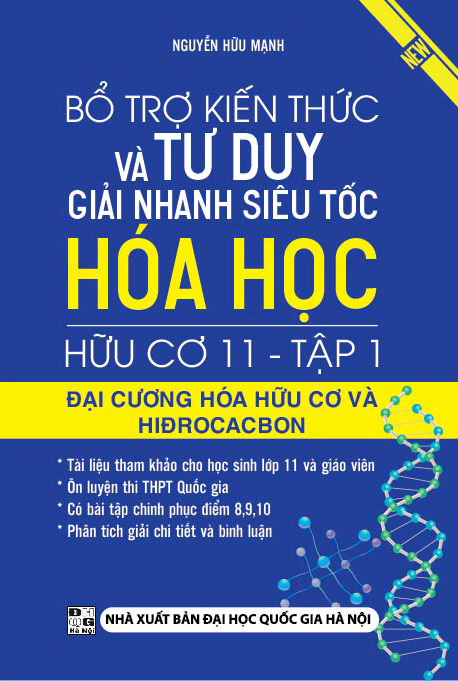 NGUYỄN HỮU MẠNH
NEW
BỔ TRỢ KIẾN THỨC
VÀ TƯ DUY
GIẢI NHANH SIÊU TỐC
HÓA HỌC
HỮU CƠ 11 - TẬP 1
ĐẠI CƯƠNG HÓA HỮU CƠ VÀ
HIĐROCACBON
* Tài liệu tham khảo cho học sinh lớp 11 và giáo viên
* Ôn luyện thi THPT Quốc gia
* Có bài tập chinh phục điểm 8,9,10
* Phân tích giải chi tiết và bình luận
Hà Nội
NHÀ XUẤT BẢN ĐẠI HỌC QUỐC GIA HÀ NỘI